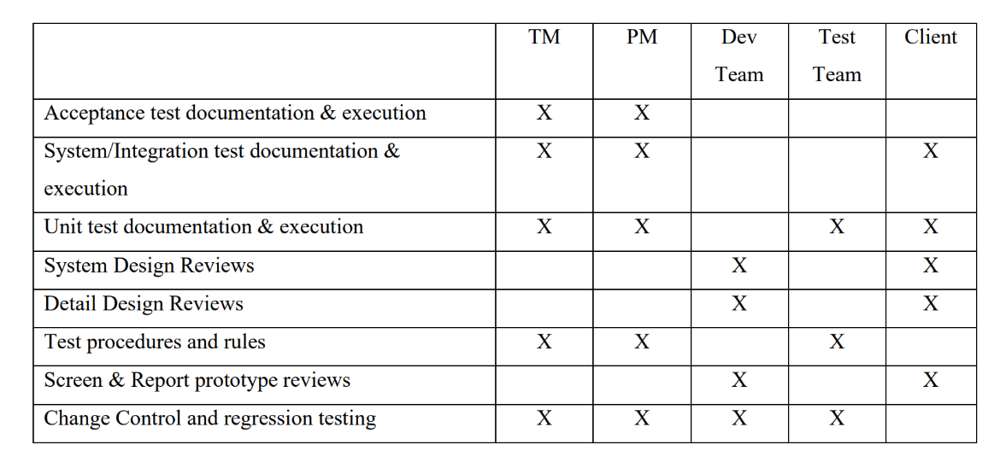 TM PM Dev Test Client
Team Team
Acceptance test documentation & execution X X
System/Integration test documentation & X X X
execution
Unit test documentation & execution X X X X
System Design Reviews X X
Detail Design Reviews X X
Test procedures and rules X X X
Screen & Report prototype reviews X X
Change Control and regression testing X X X X